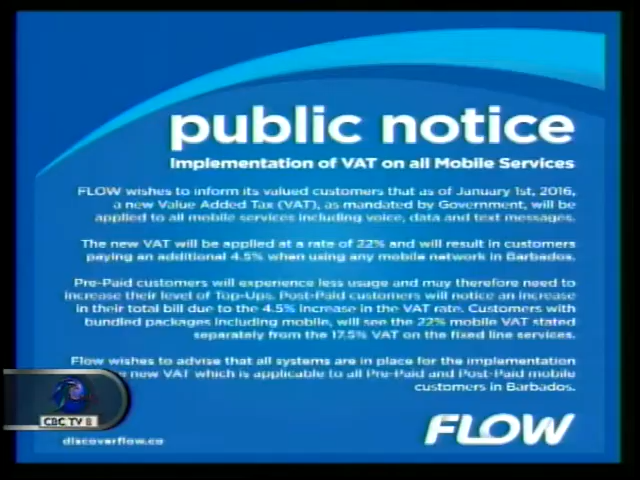 public notice
Implementation of VAT on all Mobile Services
FLOW wishes to inform its valued customers that as of January 1st, 2016,
a new Value Added Tax (VAT), as mandated by Government, will be
applied to all mobile services including voice, data and text messages.
The new VAT will be applied at a rate of 22% and will result in customers
paying an additional 4.5% when using any mobile network in Barbados.
Pre-Paid customers will experience less usage and may therefore need to
increase their level of Top-Ups. Post-Paid customers will notice an increase
in their total bill due to the 4.5% increase in the VAT rate. Customers with
bundled packages including mobile, will see the 22% mobile VAT stated
separately from the 17.5% VAT on the fixed line services.
Flow wishes to advise that all systems are in place for the implementation
new VAT which is applicable to all Pre-Paid and Post-Paid mobile
customers in Barbados.
CBC TV 8
discoverflow.co
FLOW